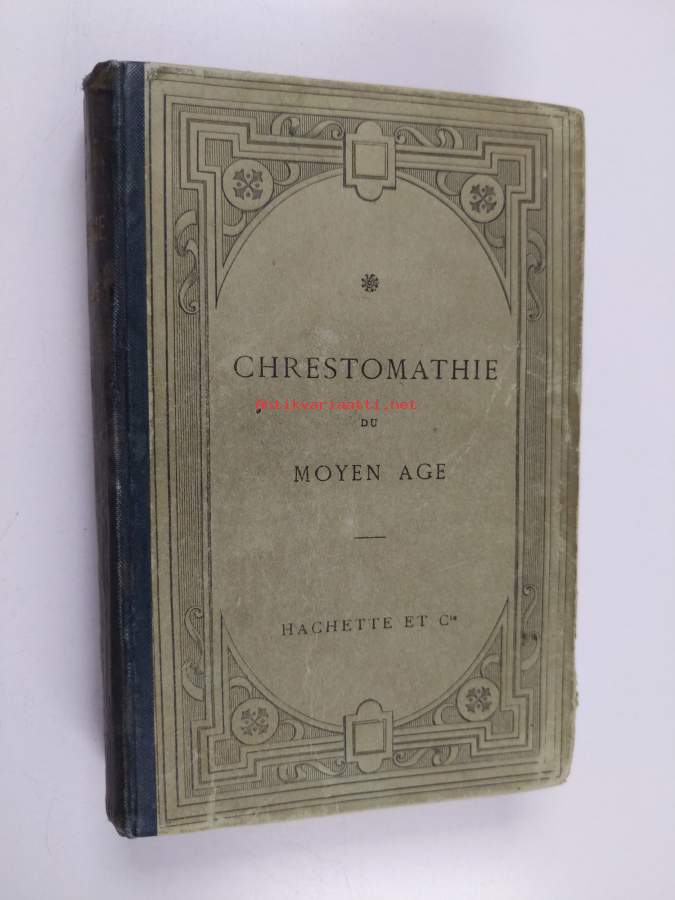 CHRESTOMATHIE
Antikvariaatti.net
DU
MOYEN AGE
HACHETTE ET Cie